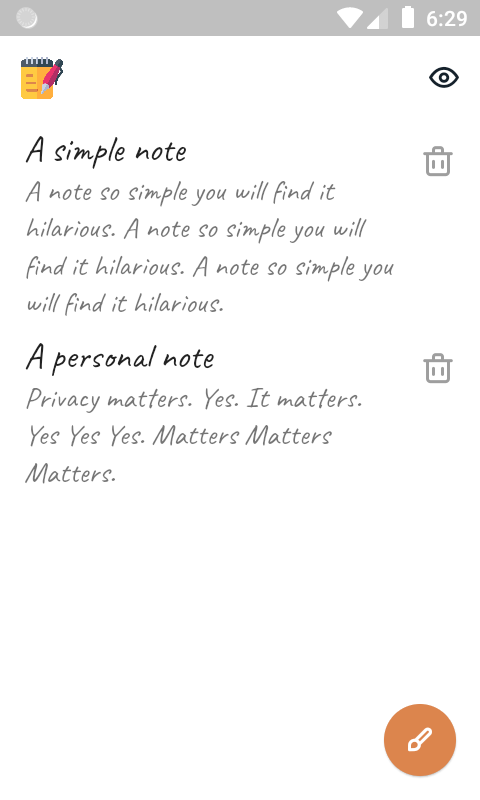 6:29
A simple note
A note so simple you will find it
hilarious. A note so simple you will
find it hilarious. A note so simple you
will find it hilarious.
A personal note
Privacy matters. Yes. It matters.
Yes Yes Yes. Matters Matters
Matters.